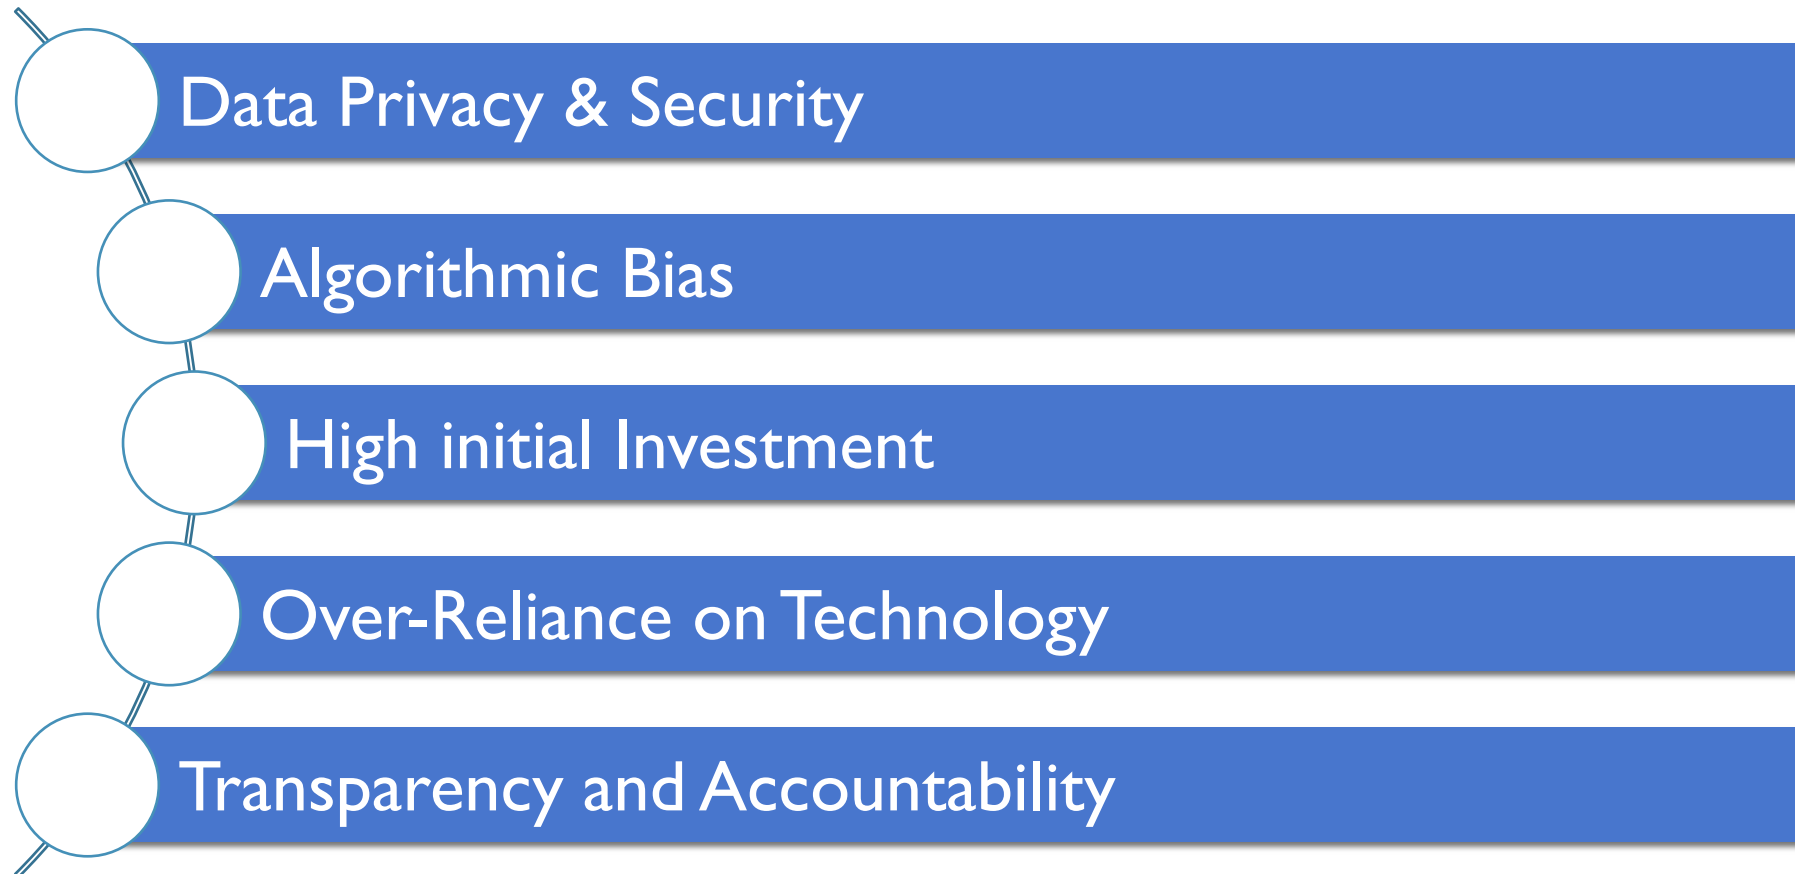 Data Privacy & Security
Algorithmic Bias
High initial Investment
Over-Reliance on Technology
Transparency and Accountability